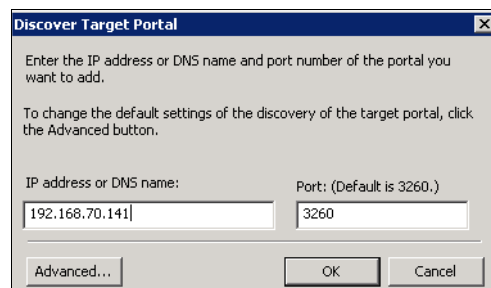 Discover Target Portal
Enter the IP address or DNS name and port number of the portal you
want to add.
To change the default settings of the discovery of the target portal, click
the Advanced button.
IP address or DNS name:
Port: (Default is 3260.)
192.168.70.141
3260
Advanced...
OK
Cancel